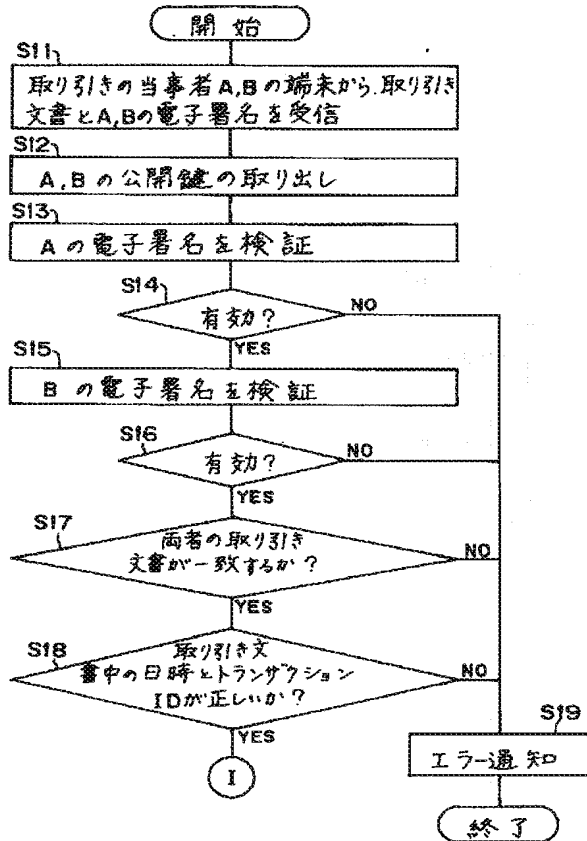 開始
S11
取り引きの当事者A,Bの端末から取り引き
文書とA,Bの電子署名を受信
S12
A,Bの公開鍵の取り出し
S13
Aの電子署名を検証
S14
有効?
NO
YES
S15
Bの電子署名を検証
S16
有効?
NO
YES
S17
両者の取り引き
文書が一致するか?
NO
YES
S18
取り引き文
書中の日時とトランザクション
IDが正しいか?
NO
YES
I
S19
エラー通知
終了